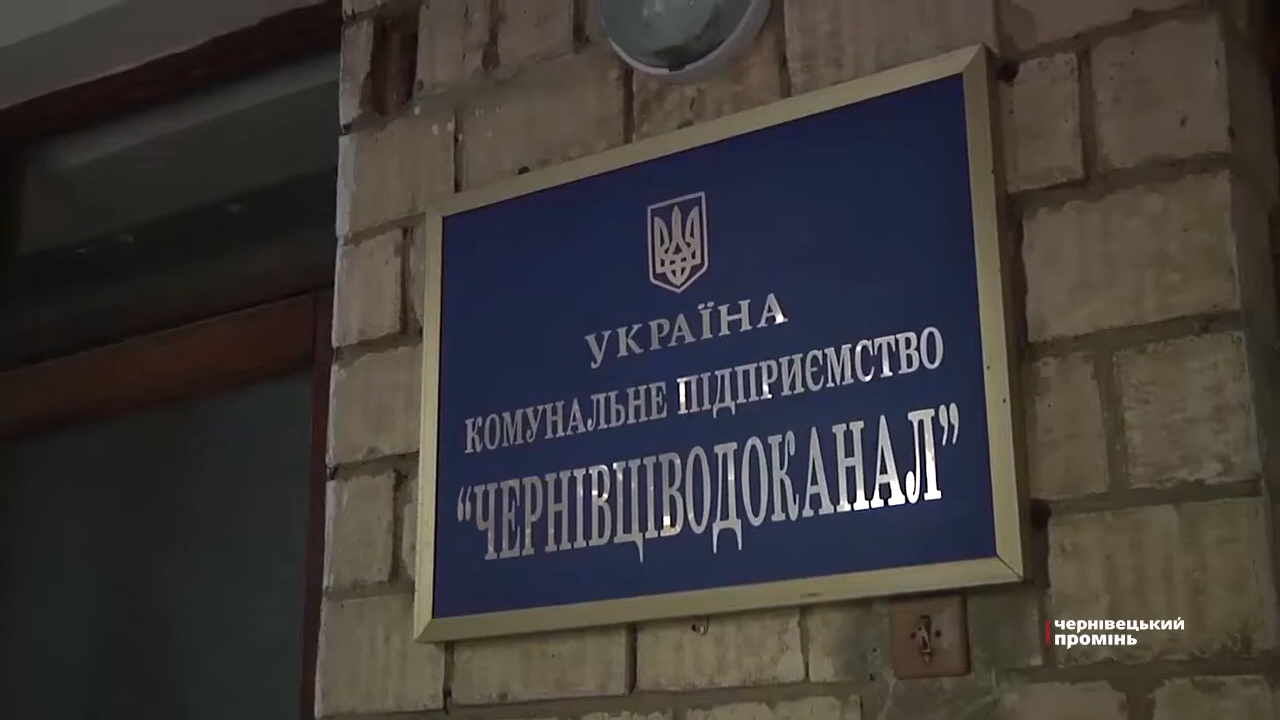 УКРАЇНА
КОМУНАЛЬНЕ ПІДПРИЄМСТВО
“ЧЕРНІВЦІВОДОКАНАЛ”
чернівецький
промінь